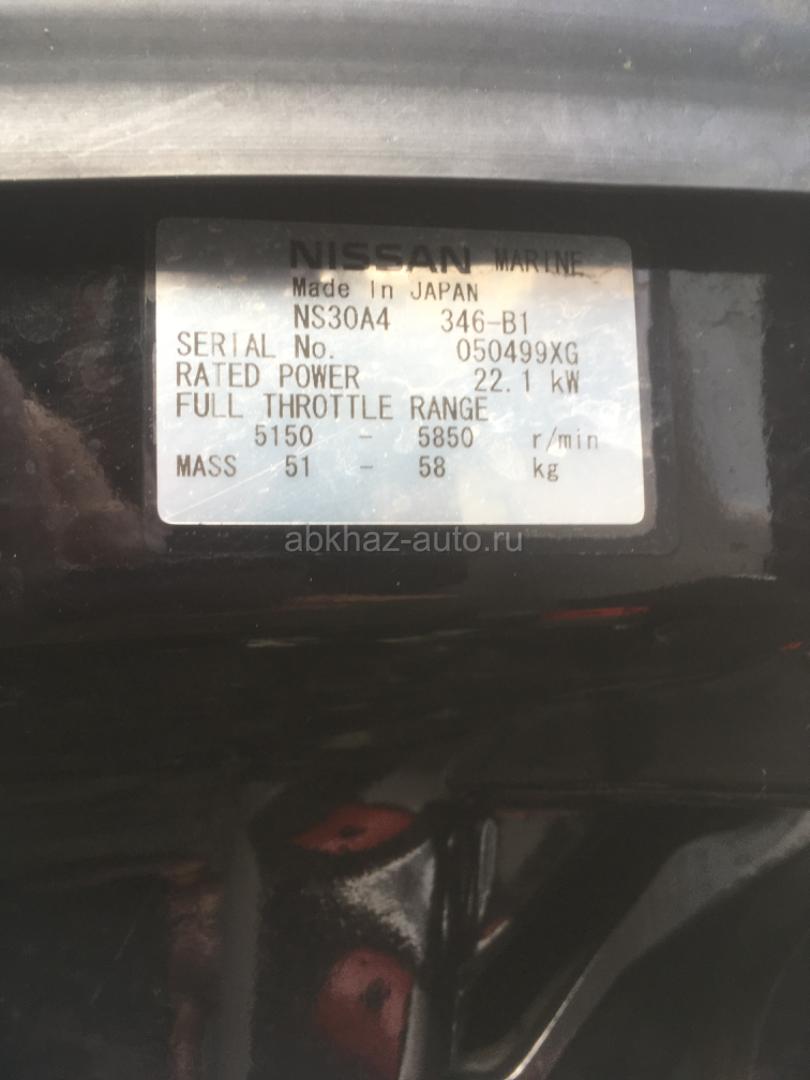 NISSAN MARINE
Made In JAPAN
NS30A4 346-B1
SERIAL No. 050499XG
RATED POWER 22.1 kW
FULL THROTTLE RANGE
5150 - 5850 r/min
MASS 51 - 58 kg
abkhaz-auto.ru